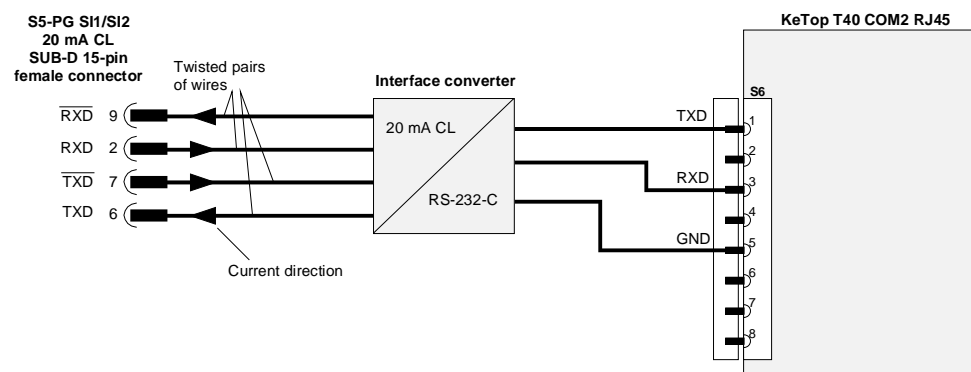 S5-PG SI1/SI2
20 mA CL
SUB-D 15-pin
female connector
Twisted pairs
of wires
Interface converter
KeTop T40 COM2 RJ45
S6
RXD 9
RXD 2
TXD 7
TXD 6
Current direction
20 mA CL
RS-232-C
TXD
RXD
GND
1
2
3
4
5
6
7
8